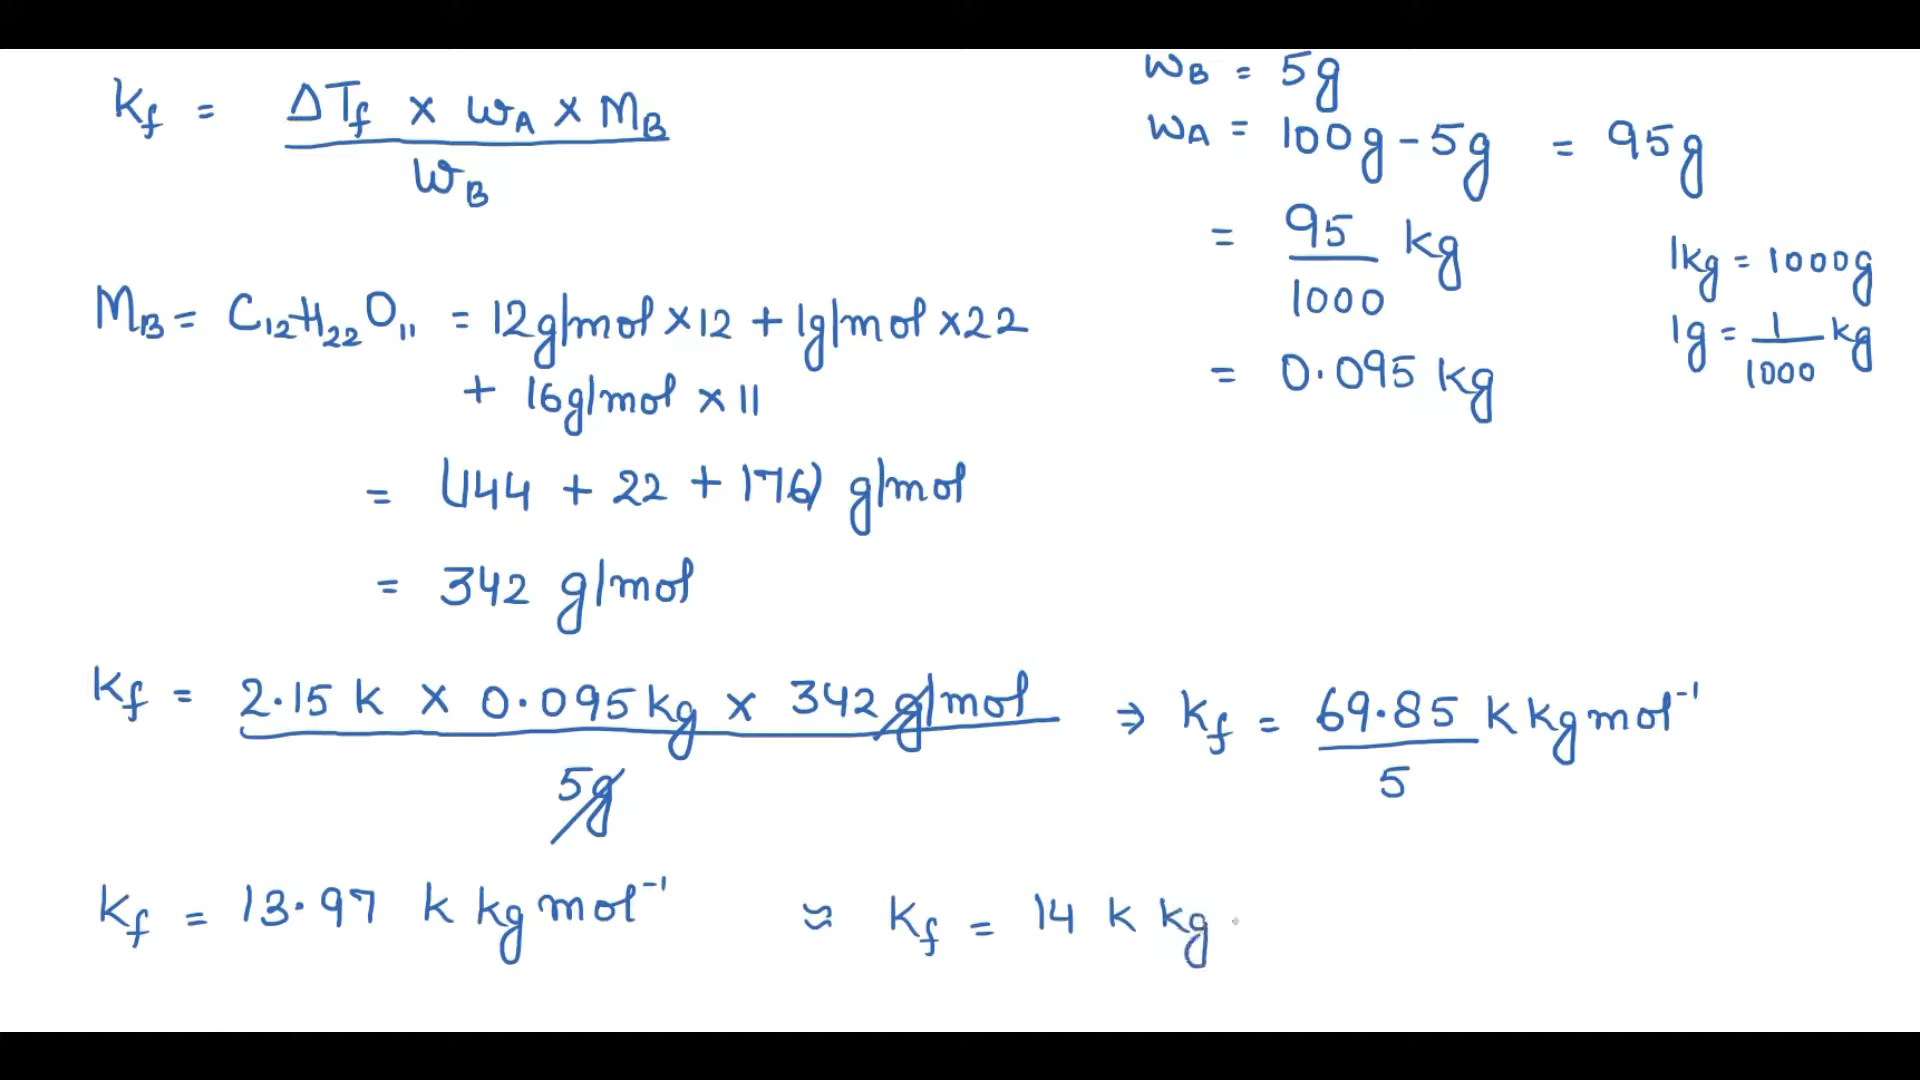 Kf = ΔTf × WA × MB / WB
WB = 5g
WA = 100g - 5g = 95g
= 95/1000 kg
1kg = 1000g
1g = 1/1000 kg
= 0.095 kg
MB = C₁₂H₂₂O₁₁ = 12g/mol × 12 + 1g/mol × 22
+ 16g/mol × 11
= (144 + 22 + 176) g/mol
= 342 g/mol
Kf = 2.15 K × 0.095 kg × 342 g/mol / 5g ⇒ Kf = 69.85/5 K kg mol⁻¹
Kf = 13.97 K kg mol⁻¹ ≈ Kf = 14 K kg